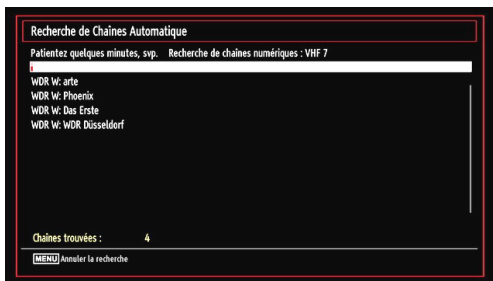 Recherche de Chaînes Automatique
Patientez quelques minutes, svp. Recherche de chaînes numériques : VHF 7
WDR W: arte
WDR W: Phoenix
WDR W: Das Erste
WDR W: WDR Düsseldorf
Chaînes trouvées : 4
MENU Annuler la recherche